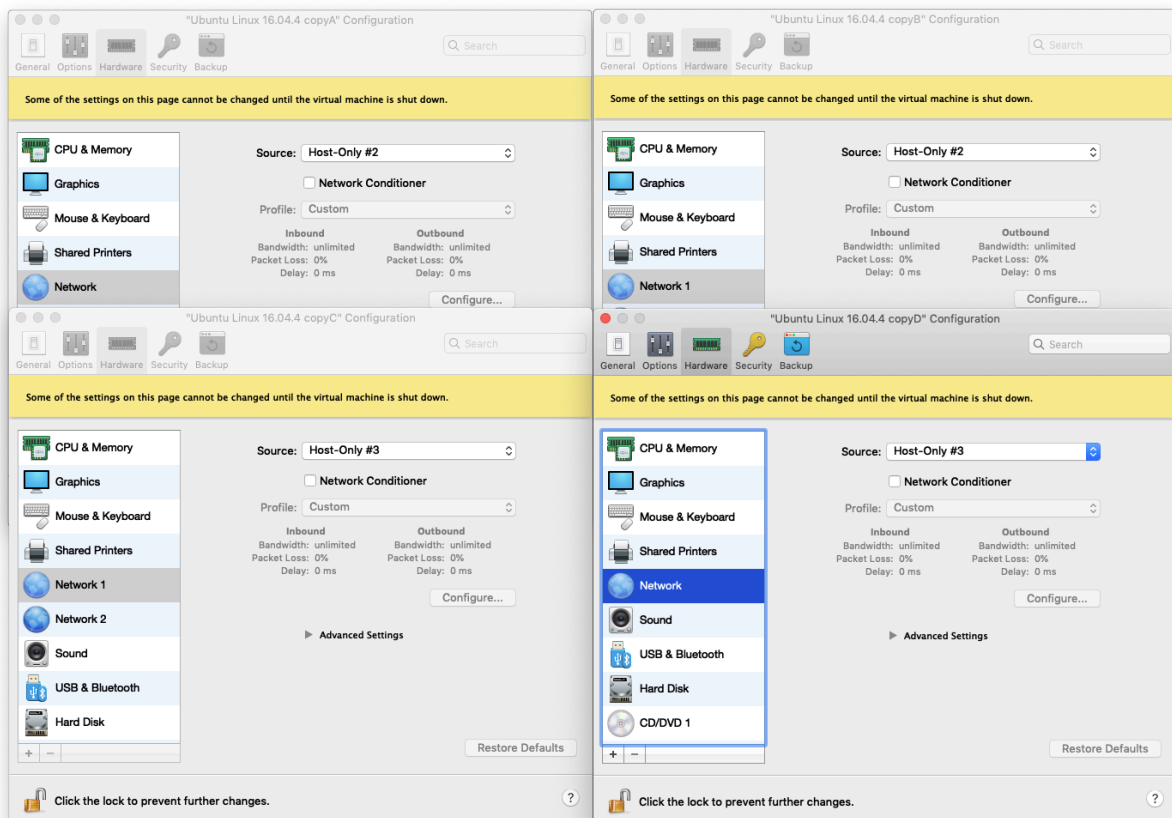 "Ubuntu Linux 16.04.4 copyA" Configuration
General Options Hardware Security Backup
Search
Some of the settings on this page cannot be changed until the virtual machine is shut down.
CPU & Memory
Graphics
Mouse & Keyboard
Shared Printers
Network
Source: Host-Only #2
Network Conditioner
Profile: Custom
Inbound Outbound
Bandwidth: unlimited Bandwidth: unlimited
Packet Loss: 0% Packet Loss: 0%
Delay: 0 ms Delay: 0 ms
Configure...
"Ubuntu Linux 16.04.4 copyB" Configuration
General Options Hardware Security Backup
Search
Some of the settings on this page cannot be changed until the virtual machine is shut down.
CPU & Memory
Graphics
Mouse & Keyboard
Shared Printers
Network 1
Source: Host-Only #2
Network Conditioner
Profile: Custom
Inbound Outbound
Bandwidth: unlimited Bandwidth: unlimited
Packet Loss: 0% Packet Loss: 0%
Delay: 0 ms Delay: 0 ms
Configure...
"Ubuntu Linux 16.04.4 copyC" Configuration
General Options Hardware Security Backup
Search
Some of the settings on this page cannot be changed until the virtual machine is shut down.
CPU & Memory
Graphics
Mouse & Keyboard
Shared Printers
Network 1
Network 2
Sound
USB & Bluetooth
Hard Disk
+ −
Source: Host-Only #3
Network Conditioner
Profile: Custom
Inbound Outbound
Bandwidth: unlimited Bandwidth: unlimited
Packet Loss: 0% Packet Loss: 0%
Delay: 0 ms Delay: 0 ms
Configure...
Advanced Settings
Restore Defaults
Click the lock to prevent further changes.
?
"Ubuntu Linux 16.04.4 copyD" Configuration
General Options Hardware Security Backup
Search
Some of the settings on this page cannot be changed until the virtual machine is shut down.
CPU & Memory
Graphics
Mouse & Keyboard
Shared Printers
Network
Sound
USB & Bluetooth
Hard Disk
CD/DVD 1
+ −
Source: Host-Only #3
Network Conditioner
Profile: Custom
Inbound Outbound
Bandwidth: unlimited Bandwidth: unlimited
Packet Loss: 0% Packet Loss: 0%
Delay: 0 ms Delay: 0 ms
Configure...
Advanced Settings
Restore Defaults
Click the lock to prevent further changes.
?